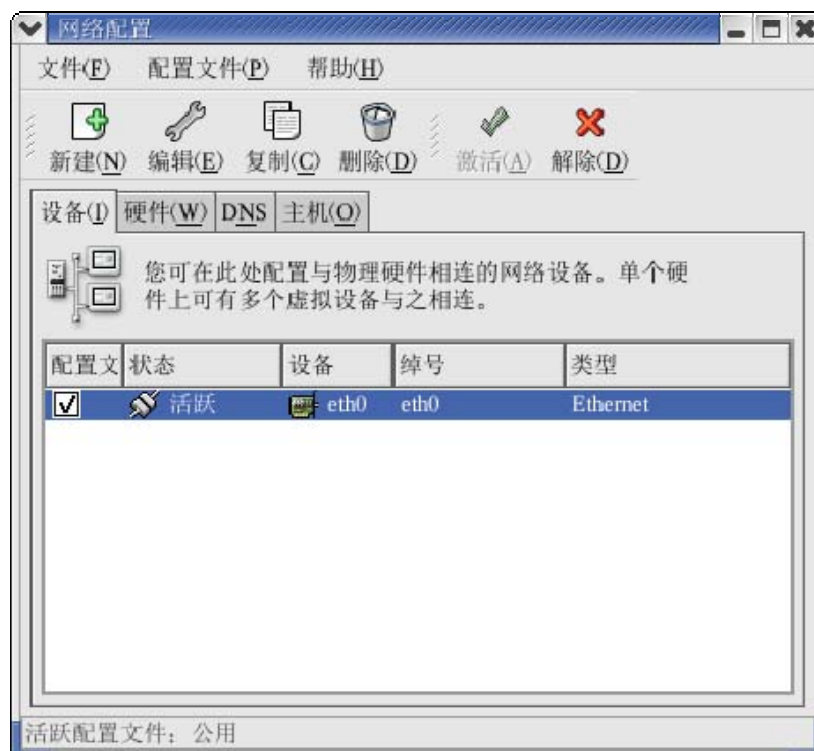 网络配置
文件(F) 配置文件(P) 帮助(H)
新建(N) 编辑(E) 复制(C) 删除(D) 激活(A) 解除(D)
设备(I) 硬件(W) DNS 主机(O)
您可在此处配置与物理硬件相连的网络设备。单个硬
件上可有多个虚拟设备与之相连。
配置文 状态 设备 绰号 类型
活跃 eth0 eth0 Ethernet
活跃配置文件：公用